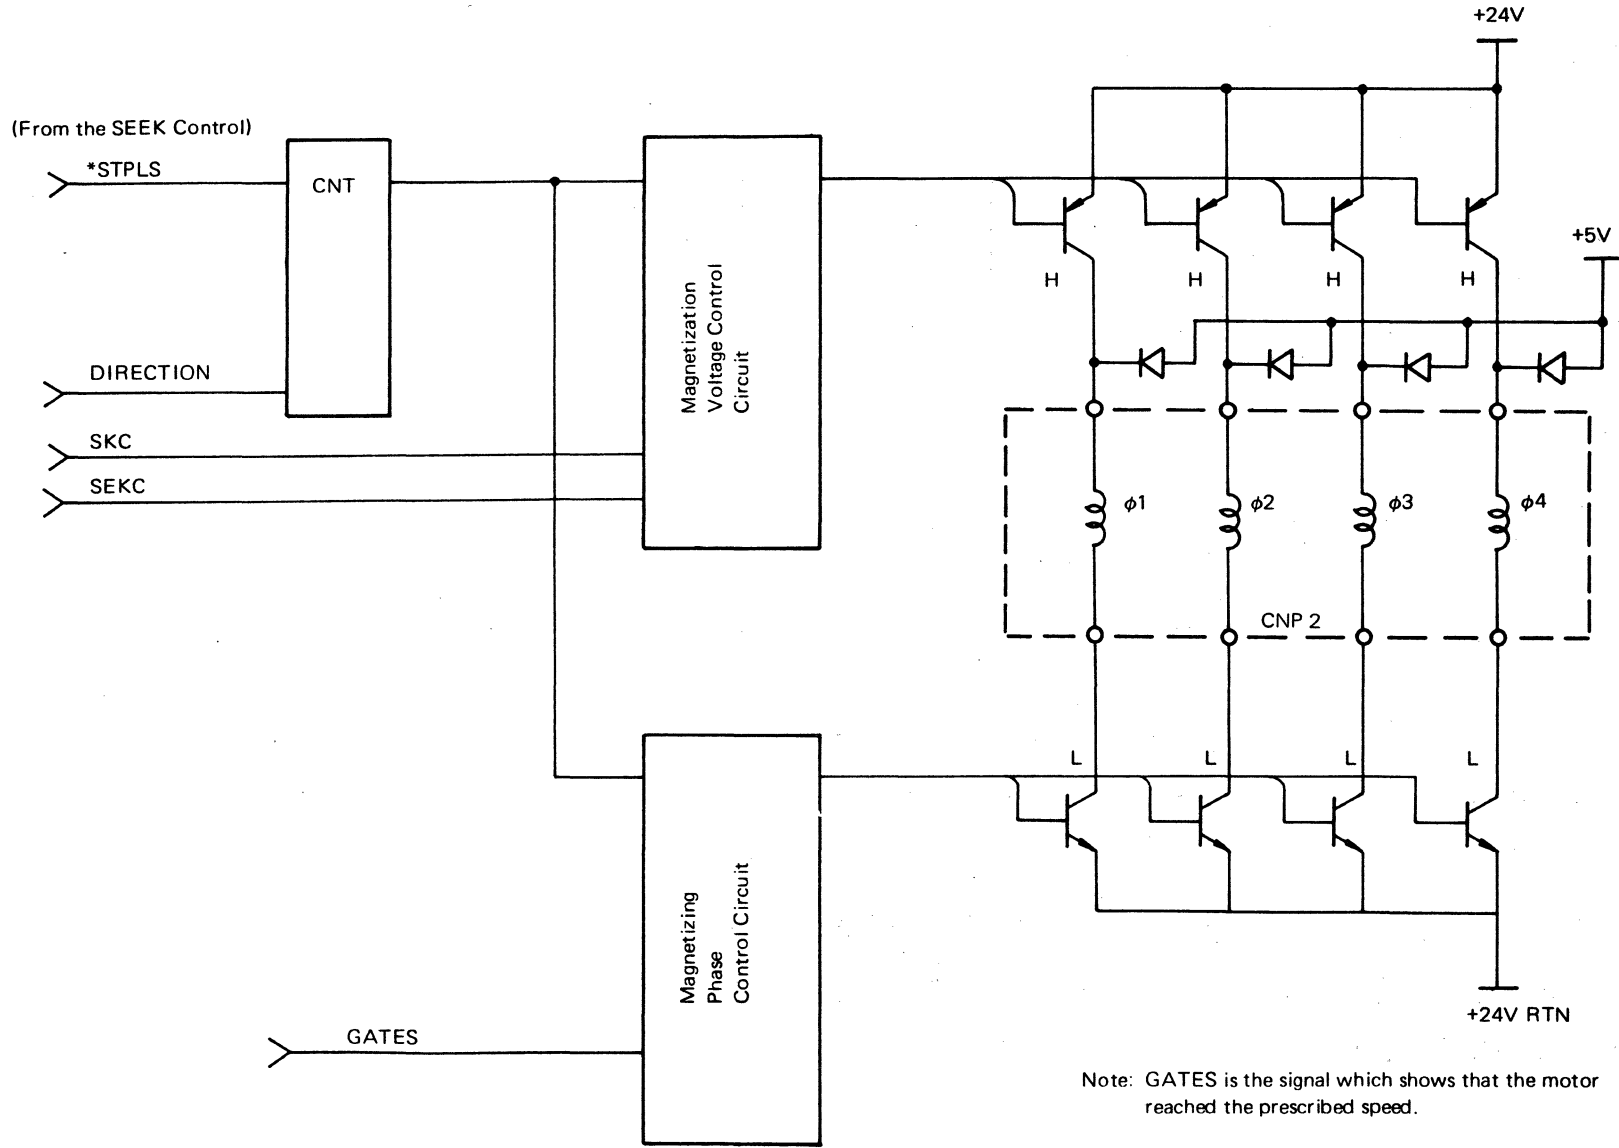 +24V
(From the SEEK Control)
*STPLS
CNT
+5V
H
H
H
H
Magnetization
Voltage Control
Circuit
DIRECTION
SKC
SEKC
φ1
φ2
φ3
φ4
CNP 2
L
L
L
L
Magnetizing
Phase
Control Circuit
+24V RTN
GATES
Note: GATES is the signal which shows that the motor
reached the prescribed speed.